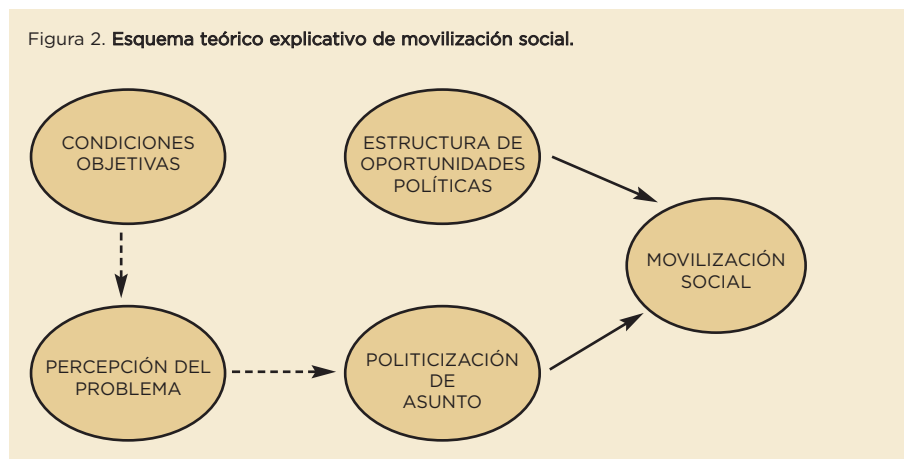 Figura 2. Esquema teórico explicativo de movilización social.
CONDICIONES
OBJETIVAS
ESTRUCTURA DE
OPORTUNIDADES
POLÍTICAS
MOVILIZACIÓN
SOCIAL
PERCEPCIÓN DEL
PROBLEMA
POLITICIZACIÓN
DE
ASUNTO